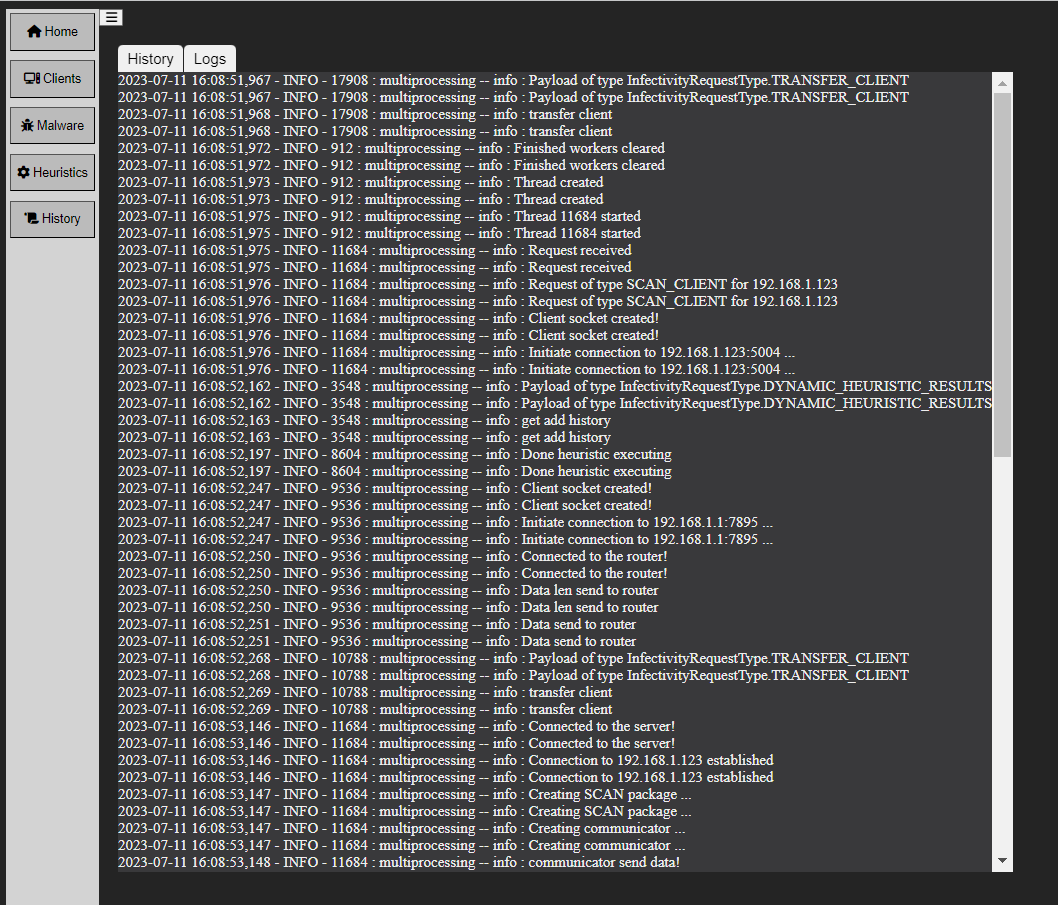 Home
Clients
Malware
Heuristics
History
History Logs
2023-07-11 16:08:51,967 - INFO - 17908 : multiprocessing -- info : Payload of type InfectivityRequestType.TRANSFER_CLIENT
2023-07-11 16:08:51,967 - INFO - 17908 : multiprocessing -- info : Payload of type InfectivityRequestType.TRANSFER_CLIENT
2023-07-11 16:08:51,968 - INFO - 17908 : multiprocessing -- info : transfer client
2023-07-11 16:08:51,968 - INFO - 17908 : multiprocessing -- info : transfer client
2023-07-11 16:08:51,972 - INFO - 912 : multiprocessing -- info : Finished workers cleared
2023-07-11 16:08:51,972 - INFO - 912 : multiprocessing -- info : Finished workers cleared
2023-07-11 16:08:51,973 - INFO - 912 : multiprocessing -- info : Thread created
2023-07-11 16:08:51,973 - INFO - 912 : multiprocessing -- info : Thread created
2023-07-11 16:08:51,975 - INFO - 912 : multiprocessing -- info : Thread 11684 started
2023-07-11 16:08:51,975 - INFO - 912 : multiprocessing -- info : Thread 11684 started
2023-07-11 16:08:51,975 - INFO - 11684 : multiprocessing -- info : Request received
2023-07-11 16:08:51,975 - INFO - 11684 : multiprocessing -- info : Request received
2023-07-11 16:08:51,976 - INFO - 11684 : multiprocessing -- info : Request of type SCAN_CLIENT for 192.168.1.123
2023-07-11 16:08:51,976 - INFO - 11684 : multiprocessing -- info : Request of type SCAN_CLIENT for 192.168.1.123
2023-07-11 16:08:51,976 - INFO - 11684 : multiprocessing -- info : Client socket created!
2023-07-11 16:08:51,976 - INFO - 11684 : multiprocessing -- info : Client socket created!
2023-07-11 16:08:51,976 - INFO - 11684 : multiprocessing -- info : Initiate connection to 192.168.1.123:5004 ...
2023-07-11 16:08:51,976 - INFO - 11684 : multiprocessing -- info : Initiate connection to 192.168.1.123:5004 ...
2023-07-11 16:08:52,162 - INFO - 3548 : multiprocessing -- info : Payload of type InfectivityRequestType.DYNAMIC_HEURISTIC_RESULTS
2023-07-11 16:08:52,162 - INFO - 3548 : multiprocessing -- info : Payload of type InfectivityRequestType.DYNAMIC_HEURISTIC_RESULTS
2023-07-11 16:08:52,163 - INFO - 3548 : multiprocessing -- info : get add history
2023-07-11 16:08:52,163 - INFO - 3548 : multiprocessing -- info : get add history
2023-07-11 16:08:52,197 - INFO - 8604 : multiprocessing -- info : Done heuristic executing
2023-07-11 16:08:52,197 - INFO - 8604 : multiprocessing -- info : Done heuristic executing
2023-07-11 16:08:52,247 - INFO - 9536 : multiprocessing -- info : Client socket created!
2023-07-11 16:08:52,247 - INFO - 9536 : multiprocessing -- info : Client socket created!
2023-07-11 16:08:52,247 - INFO - 9536 : multiprocessing -- info : Initiate connection to 192.168.1.1:7895 ...
2023-07-11 16:08:52,247 - INFO - 9536 : multiprocessing -- info : Initiate connection to 192.168.1.1:7895 ...
2023-07-11 16:08:52,250 - INFO - 9536 : multiprocessing -- info : Connected to the router!
2023-07-11 16:08:52,250 - INFO - 9536 : multiprocessing -- info : Connected to the router!
2023-07-11 16:08:52,250 - INFO - 9536 : multiprocessing -- info : Data len send to router
2023-07-11 16:08:52,250 - INFO - 9536 : multiprocessing -- info : Data len send to router
2023-07-11 16:08:52,251 - INFO - 9536 : multiprocessing -- info : Data send to router
2023-07-11 16:08:52,251 - INFO - 9536 : multiprocessing -- info : Data send to router
2023-07-11 16:08:52,268 - INFO - 10788 : multiprocessing -- info : Payload of type InfectivityRequestType.TRANSFER_CLIENT
2023-07-11 16:08:52,268 - INFO - 10788 : multiprocessing -- info : Payload of type InfectivityRequestType.TRANSFER_CLIENT
2023-07-11 16:08:52,269 - INFO - 10788 : multiprocessing -- info : transfer client
2023-07-11 16:08:52,269 - INFO - 10788 : multiprocessing -- info : transfer client
2023-07-11 16:08:53,146 - INFO - 11684 : multiprocessing -- info : Connected to the server!
2023-07-11 16:08:53,146 - INFO - 11684 : multiprocessing -- info : Connected to the server!
2023-07-11 16:08:53,146 - INFO - 11684 : multiprocessing -- info : Connection to 192.168.1.123 established
2023-07-11 16:08:53,146 - INFO - 11684 : multiprocessing -- info : Connection to 192.168.1.123 established
2023-07-11 16:08:53,147 - INFO - 11684 : multiprocessing -- info : Creating SCAN package ...
2023-07-11 16:08:53,147 - INFO - 11684 : multiprocessing -- info : Creating SCAN package ...
2023-07-11 16:08:53,147 - INFO - 11684 : multiprocessing -- info : Creating communicator ...
2023-07-11 16:08:53,147 - INFO - 11684 : multiprocessing -- info : Creating communicator ...
2023-07-11 16:08:53,148 - INFO - 11684 : multiprocessing -- info : communicator send data!